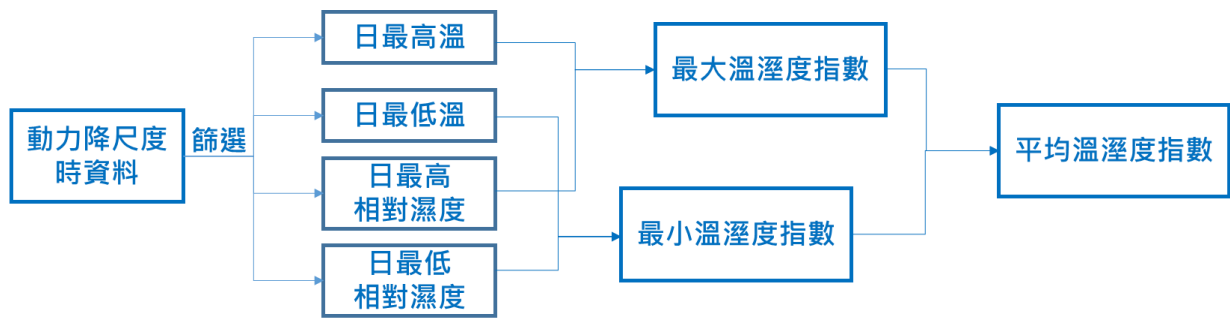 動力降尺度
時資料
篩選
日最高溫
日最低溫
日最高
相對濕度
日最低
相對濕度
最大溫溼度指數
最小溫溼度指數
平均溫溼度指數